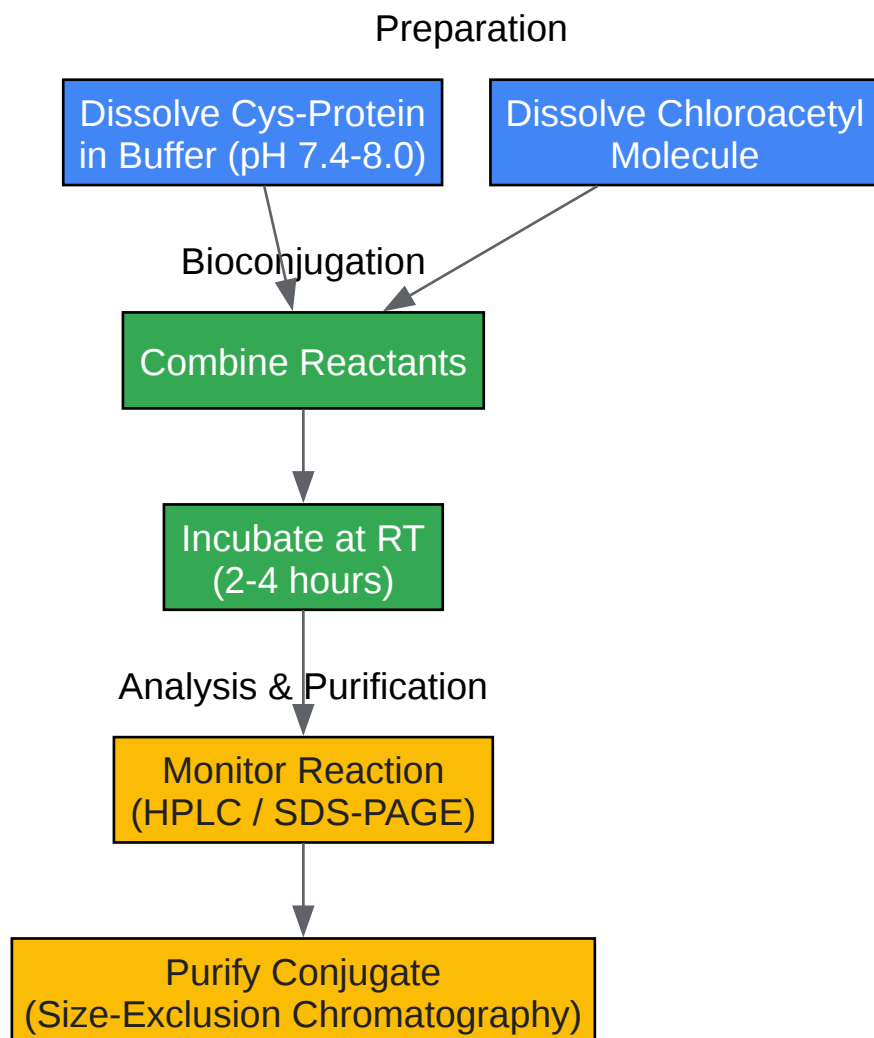 Preparation
Dissolve Cys-Protein
in Buffer (pH 7.4-8.0)
Dissolve Chloroacetyl
Molecule
Bioconjugation
Combine Reactants
Incubate at RT
(2-4 hours)
Analysis & Purification
Monitor Reaction
(HPLC / SDS-PAGE)
Purify Conjugate
(Size-Exclusion Chromatography)